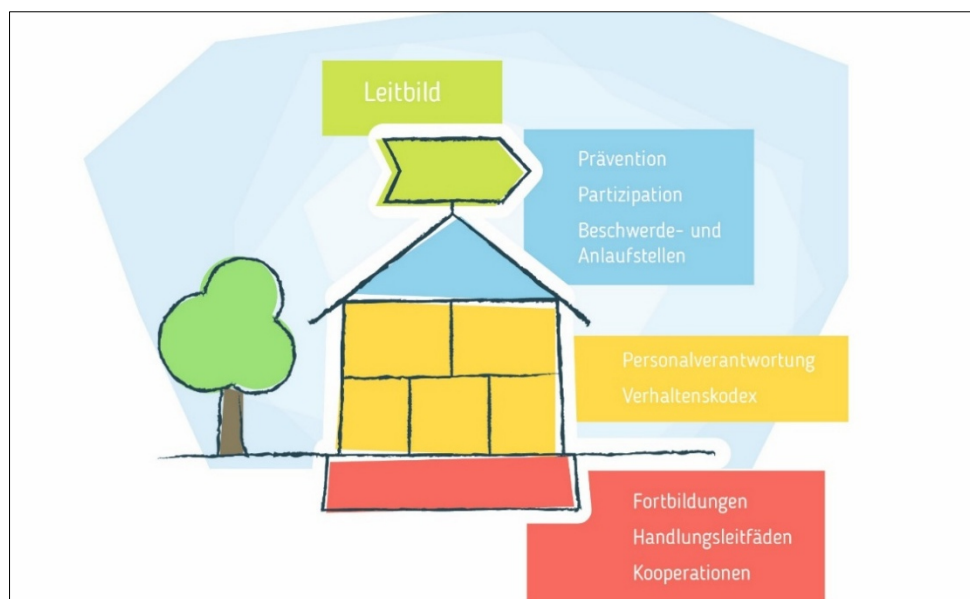 Leitbild
Prävention
Partizipation
Beschwerde- und
Anlaufstellen
Personalverantwortung
Verhaltenskodex
Fortbildungen
Handlungsleitfäden
Kooperationen